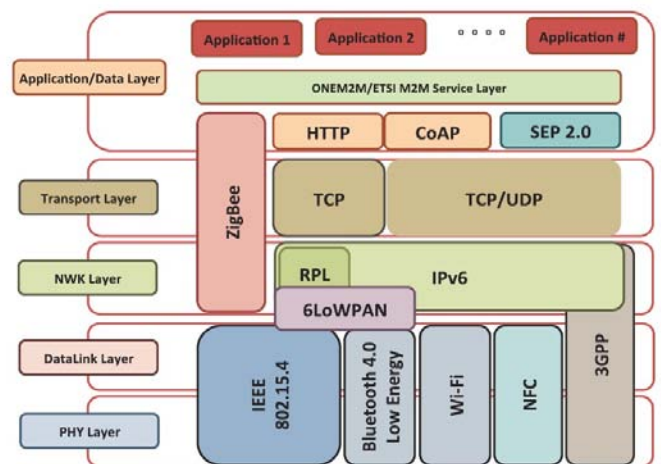 Application 1
Application 2
Application #
Application/Data Layer
ONEM2M/ETSI M2M Service Layer
HTTP
CoAP
SEP 2.0
ZigBee
Transport Layer
TCP
TCP/UDP
NWK Layer
RPL
IPv6
6LoWPAN
3GPP
DataLink Layer
IEEE
802.15.4
Bluetooth 4.0
Low Energy
Wi-Fi
NFC
PHY Layer